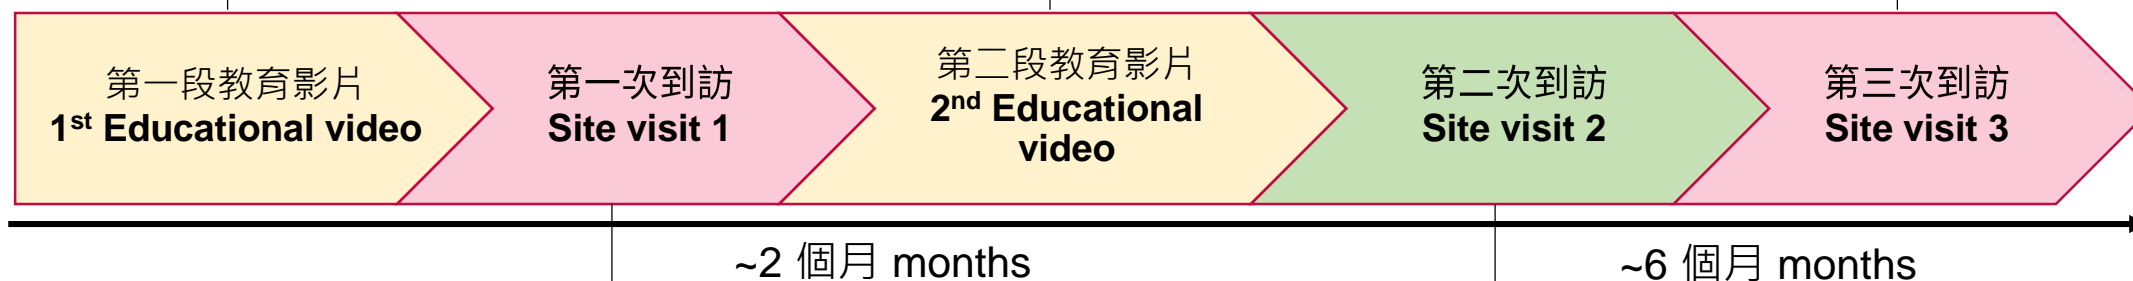 第一段教育影片
1st Educational video
第一次到訪
Site visit 1
第二段教育影片
2nd Educational
video
第二次到訪
Site visit 2
第三次到訪
Site visit 3
~2 個月 months
~6 個月 months